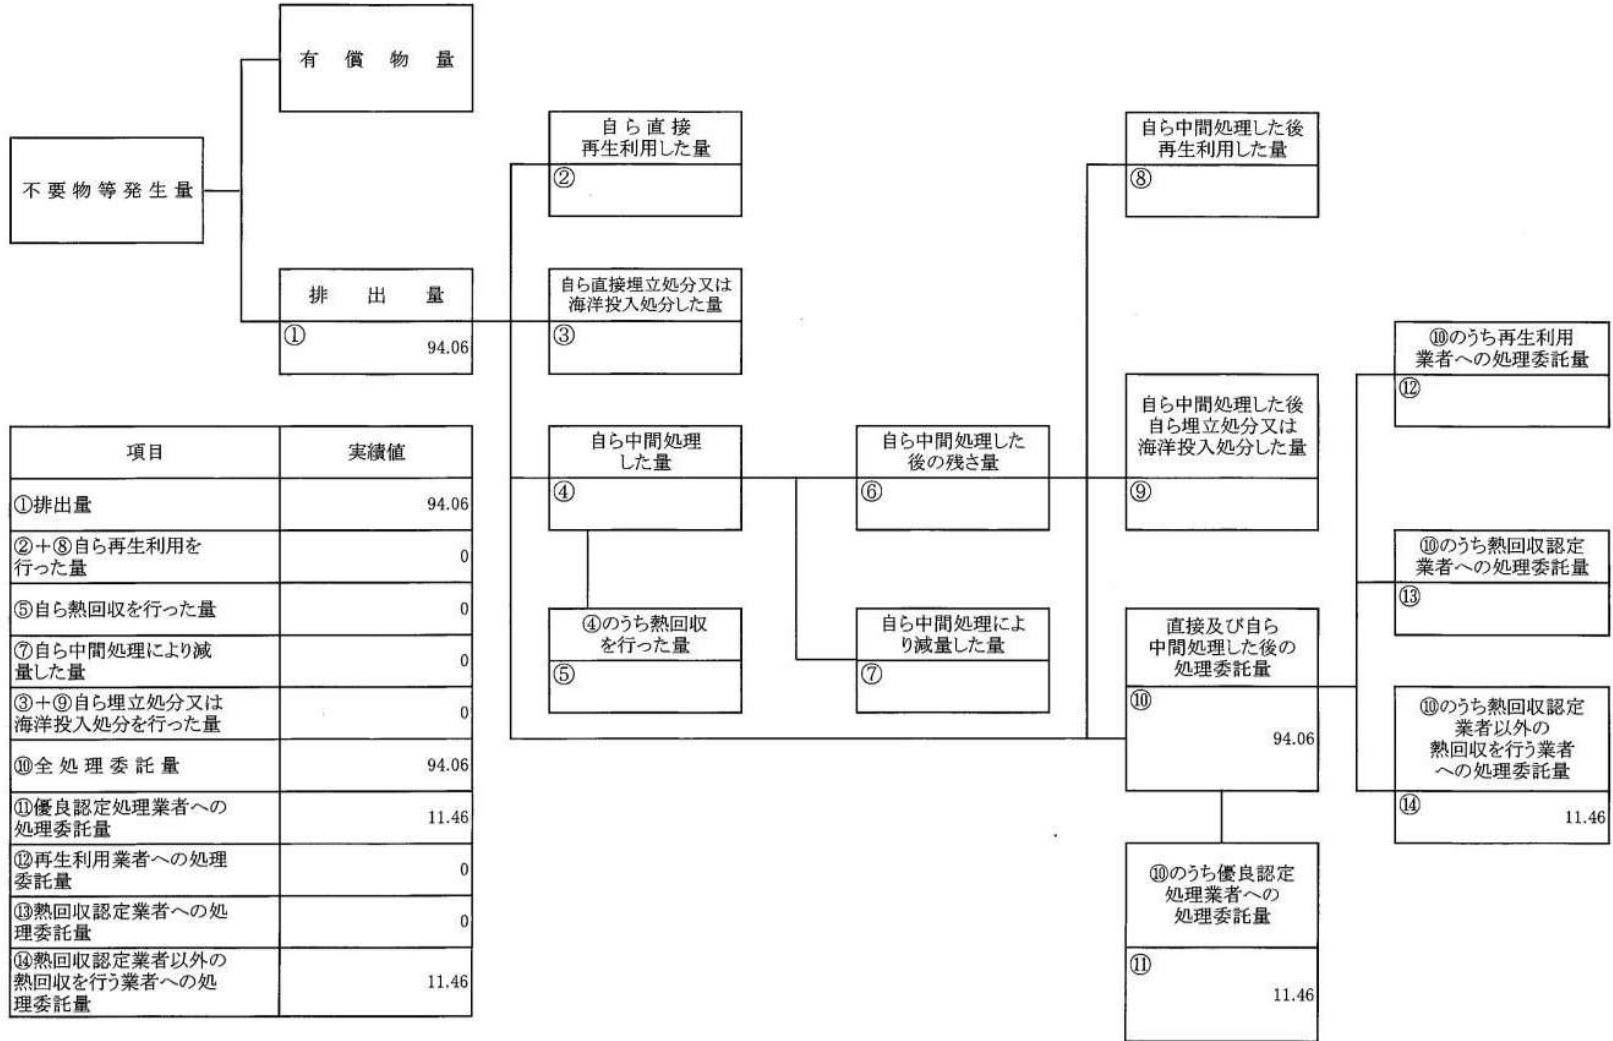 有償物量
不要物等発生量
排出量
①
94.06
自ら直接
再生利用した量
②
自ら直接埋立処分又は
海洋投入処分した量
③
自ら中間処理
した量
④
④のうち熱回収
を行った量
⑤
自ら中間処理した
後の残さ量
⑥
自ら中間処理によ
り減量した量
⑦
自ら中間処理した後
再生利用した量
⑧
自ら中間処理した後
自ら埋立処分又は
海洋投入処分した量
⑨
直接及び自ら
中間処理した後の
処理委託量
⑩
94.06
⑩のうち優良認定
処理業者への
処理委託量
⑪
11.46
⑩のうち再生利用
業者への処理委託量
⑫
⑩のうち熱回収認定
業者への処理委託量
⑬
⑩のうち熱回収認定
業者以外の
熱回収を行う業者
への処理委託量
⑭
11.46
項目 実績値
①排出量 94.06
②+⑧自ら再生利用を
行った量 0
⑤自ら熱回収を行った量 0
⑦自ら中間処理により減
量した量 0
③+⑨自ら埋立処分又は
海洋投入処分を行った量 0
⑩全処理委託量 94.06
⑪優良認定処理業者への
処理委託量 11.46
⑫再生利用業者への処理
委託量 0
⑬熱回収認定業者への処
理委託量 0
⑭熱回収認定業者以外の
熱回収を行う業者への処
理委託量 11.46